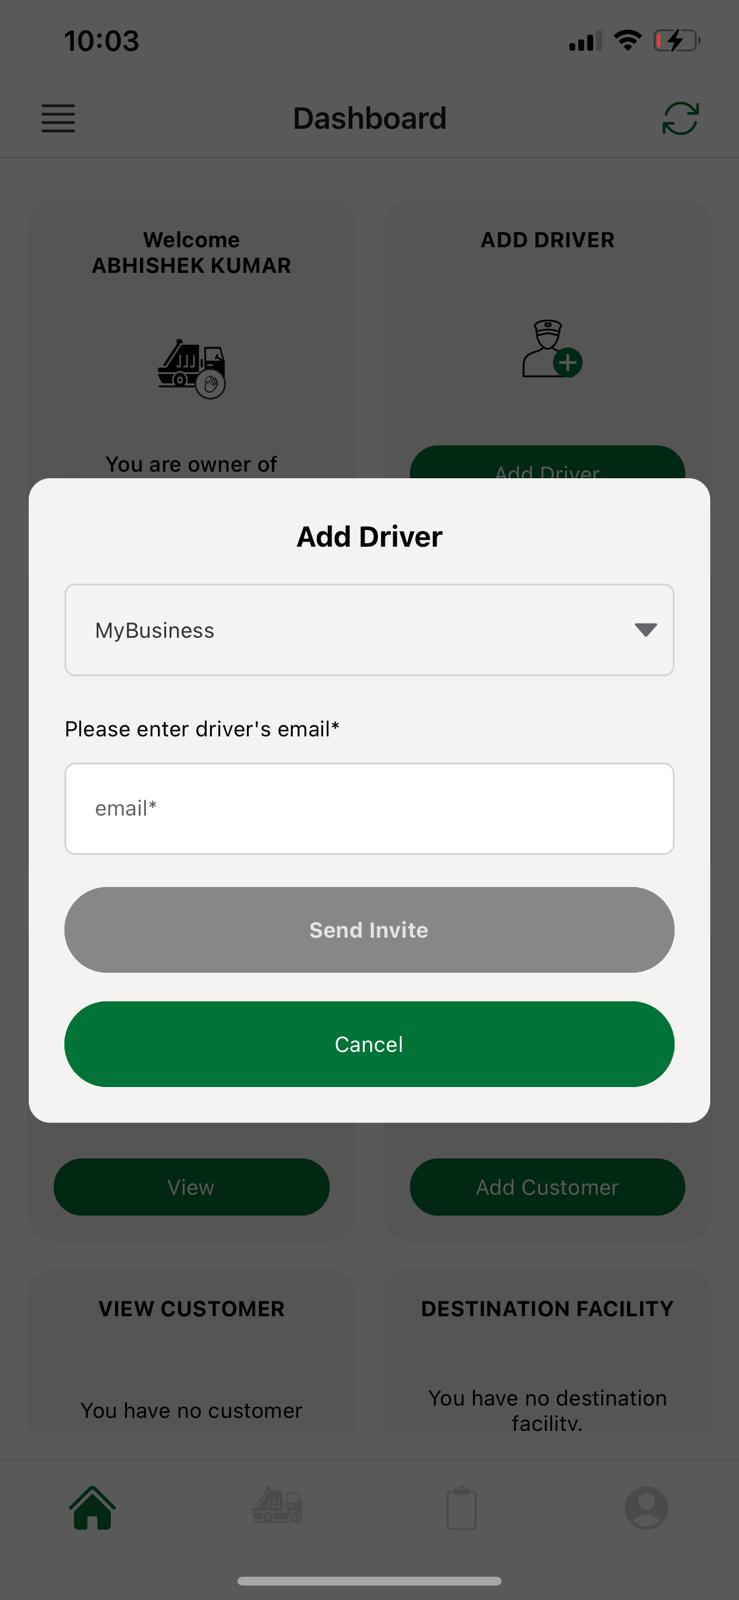 10:03
Dashboard
Welcome
ABHISHEK KUMAR
You are owner of
ADD DRIVER
Add Driver
Add Driver
MyBusiness
Please enter driver's email*
email*
Send Invite
Cancel
View
Add Customer
VIEW CUSTOMER
You have no customer
DESTINATION FACILITY
You have no destination
facility.